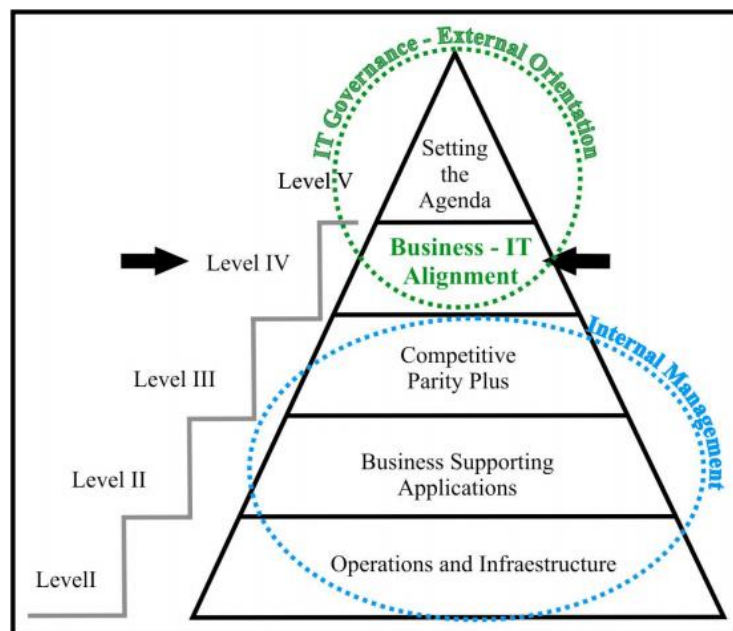 IT Governance - External Orientation
Setting
the
Agenda
Level V
Business - IT
Alignment
Level IV
Internal Management
Competitive
Parity Plus
Level III
Business Supporting
Applications
Level II
Operations and Infraestructure
LevelI